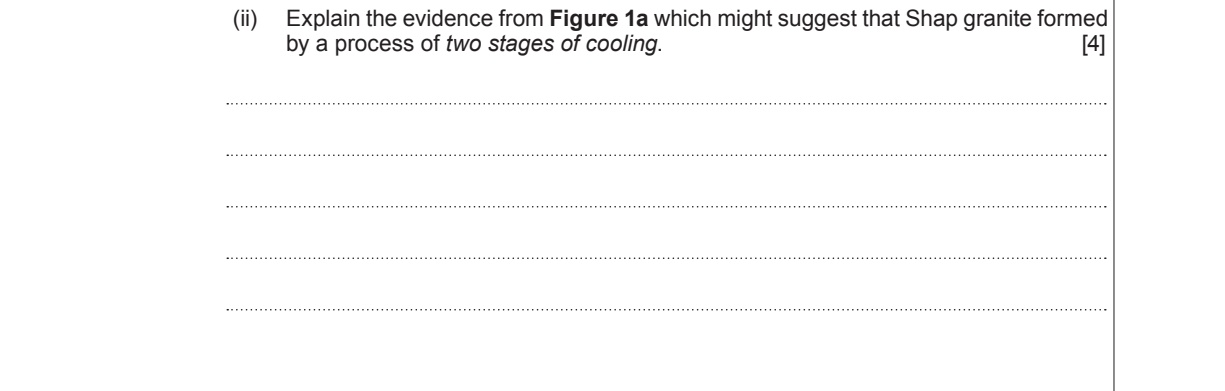 (ii) Explain the evidence from Figure 1a which might suggest that Shap granite formed
by a process of two stages of cooling. [4]